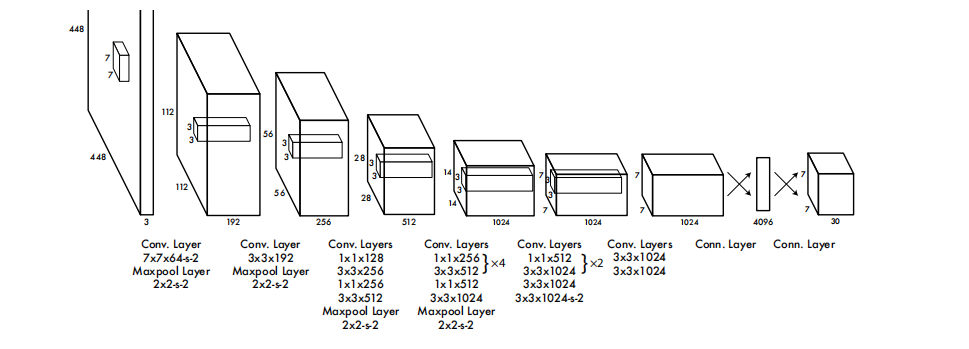 448
7
7
448
3
112
3
3
112
192
56
3
3
56
256
28
3
3
28
512
14
3
3
14
1024
7
3
3
7
1024
7
7
1024
4096
7
7
30
Conv. Layer
7x7x64-s-2
Maxpool Layer
2x2-s-2
Conv. Layer
3x3x192
Maxpool Layer
2x2-s-2
Conv. Layers
1x1x128
3x3x256
1x1x256
3x3x512
Maxpool Layer
2x2-s-2
Conv. Layers
1x1x256
3x3x512
}×4
1x1x512
3x3x1024
Maxpool Layer
2x2-s-2
Conv. Layers
1x1x512
3x3x1024
}×2
3x3x1024
3x3x1024-s-2
Conv. Layers
3x3x1024
3x3x1024
Conn. Layer
Conn. Layer